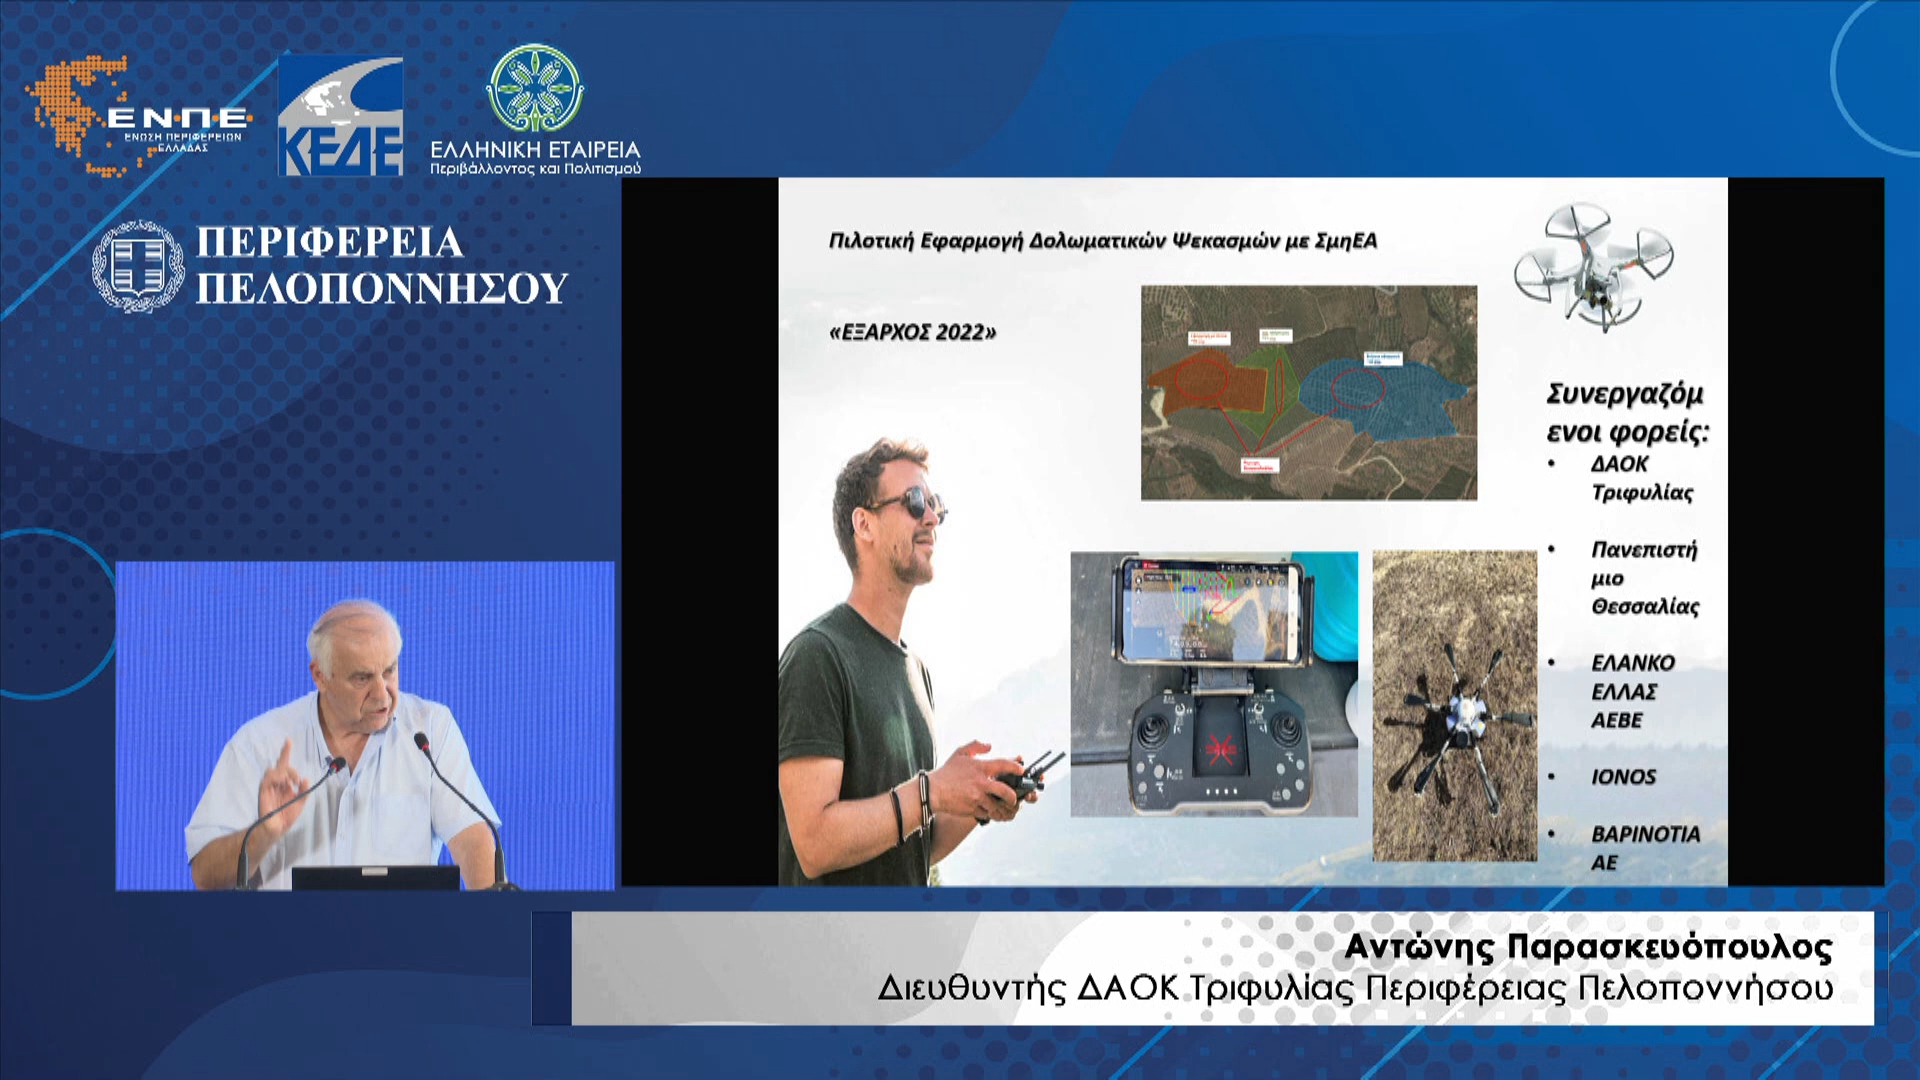 ΕΝ·Π·Ε
ΕΝΩΣΗ ΠΕΡΙΦΕΡΕΙΩΝ
ΕΛΛΑΔΑΣ
ΚΕΔΕ
ΕΛΛΗΝΙΚΗ ΕΤΑΙΡΕΙΑ
Περιβάλλοντος και Πολιτισμού
ΠΕΡΙΦΕΡΕΙΑ
ΠΕΛΟΠΟΝΝΗΣΟΥ
Πιλοτική Εφαρμογή Δολωματικών Ψεκασμών με ΣμηΕΑ
«ΕΞΑΡΧΟΣ 2022»
Συνεργαζόμ
ενοι φορείς:
• ΔΑΟΚ
Τριφυλίας
• Πανεπιστή
μιο
Θεσσαλίας
• ΕΛΑΝΚΟ
ΕΛΛΑΣ
ΑΕΒΕ
• IONOS
• ΒΑΡΙΝΟΤΙΑ
ΑΕ
Αντώνης Παρασκευόπουλος
Διευθυντής ΔΑΟΚ Τριφυλίας Περιφέρειας Πελοποννήσου